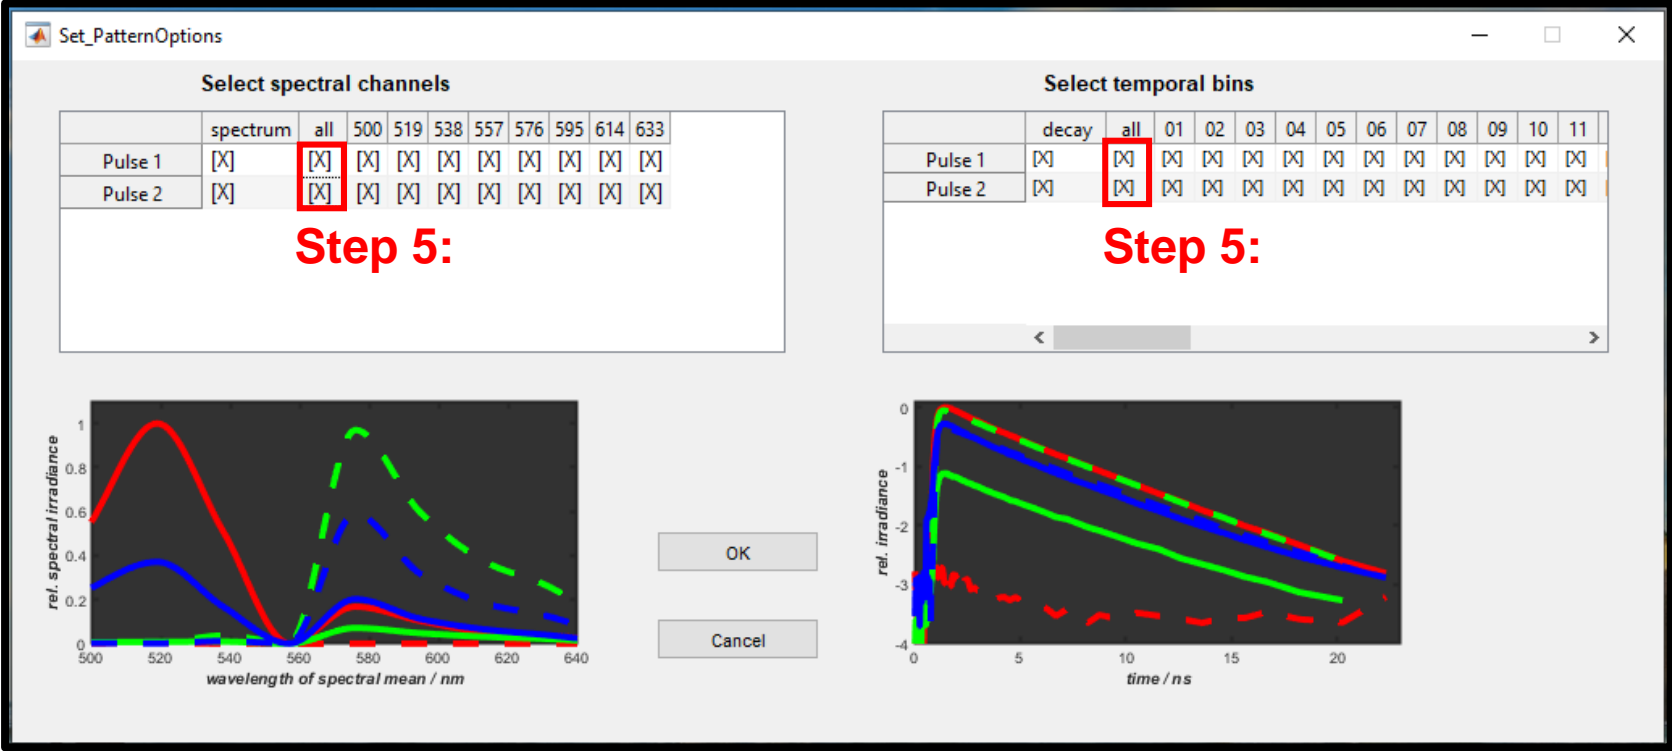 Set_PatternOptions
Select spectral channels
spectrum all 500 519 538 557 576 595 614 633
Pulse 1 [X] [X] [X] [X] [X] [X] [X] [X] [X] [X]
Pulse 2 [X] [X] [X] [X] [X] [X] [X] [X] [X] [X]
Step 5:
Select temporal bins
decay all 01 02 03 04 05 06 07 08 09 10 11
Pulse 1 [X] [X] [X] [X] [X] [X] [X] [X] [X] [X] [X] [X] [X]
Pulse 2 [X] [X] [X] [X] [X] [X] [X] [X] [X] [X] [X] [X] [X]
Step 5:
rel. spectral irradiance
1
0.8
0.6
0.4
0.2
0
500 520 540 560 580 600 620 640
wavelength of spectral mean / nm
OK
Cancel
rel. irradiance
0
-1
-2
-3
-4
0 5 10 15 20
time / ns